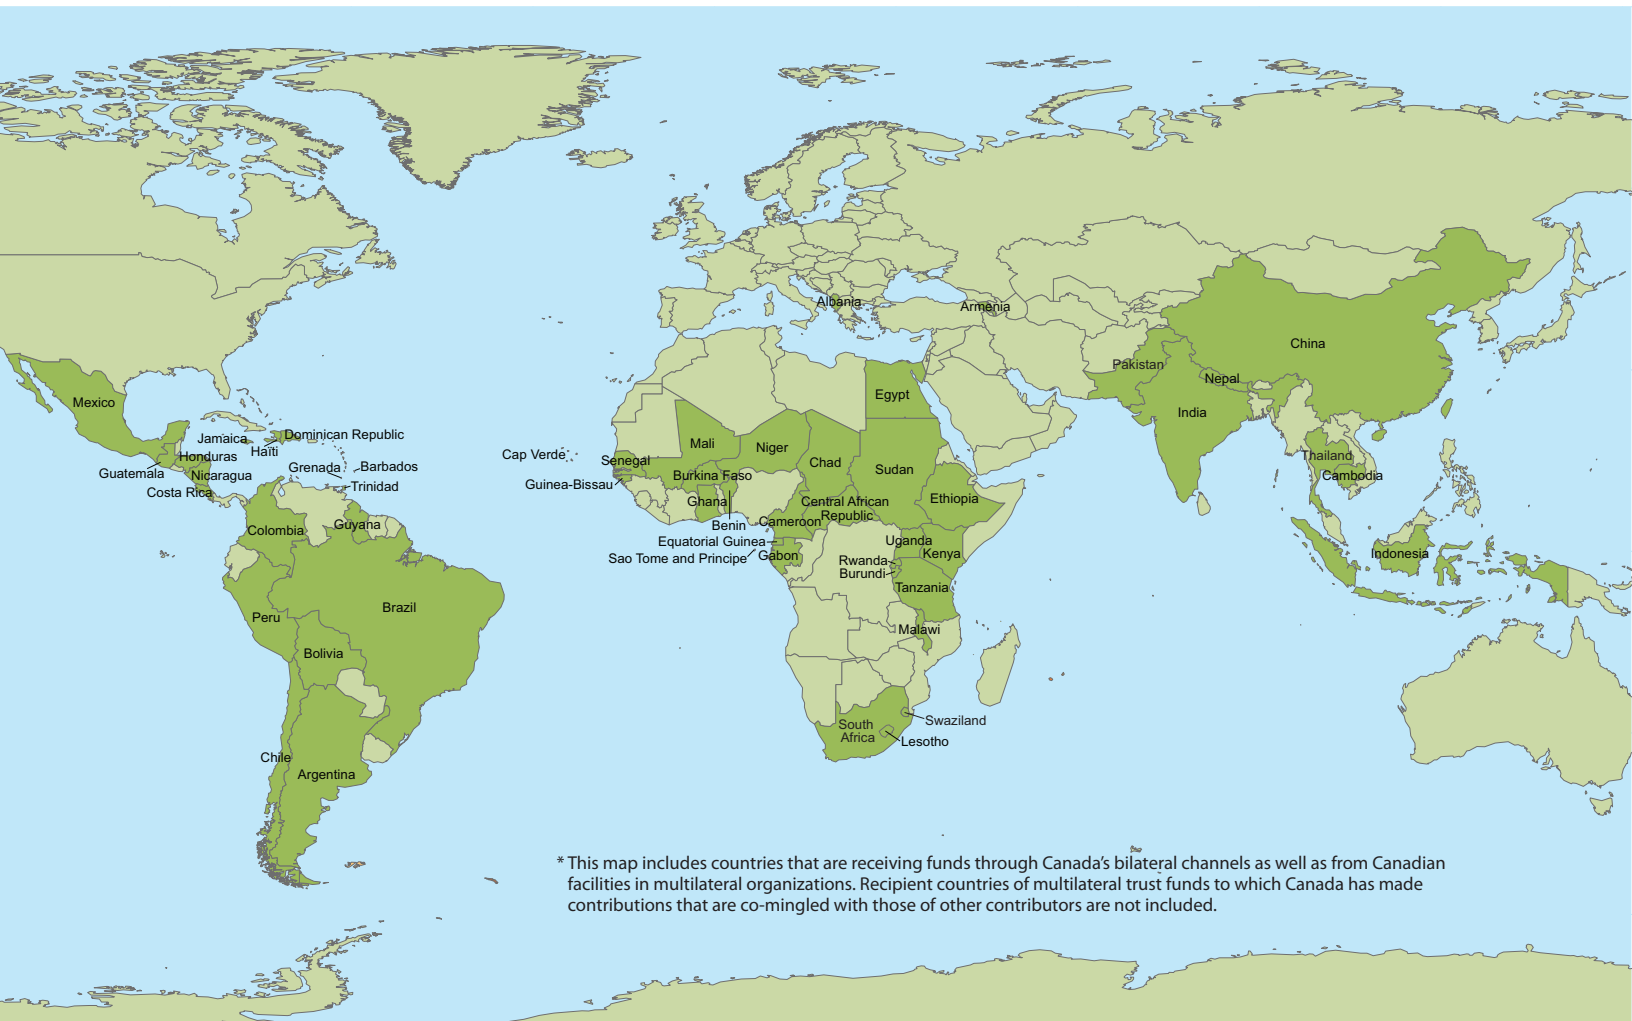 Albania
Armenia
China
Pakistan
Nepal
India
Egypt
Mexico
Jamaica
Haïti
Dominican Republic
Honduras
Guatemala
Nicaragua
Grenada
Barbados
Trinidad
Costa Rica
Cap Verde
Mali
Niger
Chad
Sudan
Senegal
Burkina Faso
Guinea-Bissau
Ghana
Benin
Cameroon
Central African
Republic
Ethiopia
Thailand
Cambodia
Colombia
Guyana
Equatorial Guinea
Sao Tome and Principe
Gabon
Uganda
Kenya
Rwanda
Burundi
Tanzania
Indonesia
Peru
Brazil
Bolivia
Malawi
South
Africa
Swaziland
Lesotho
Chile
Argentina
* This map includes countries that are receiving funds through Canada’s bilateral channels as well as from Canadian
facilities in multilateral organizations. Recipient countries of multilateral trust funds to which Canada has made
contributions that are co-mingled with those of other contributors are not included.